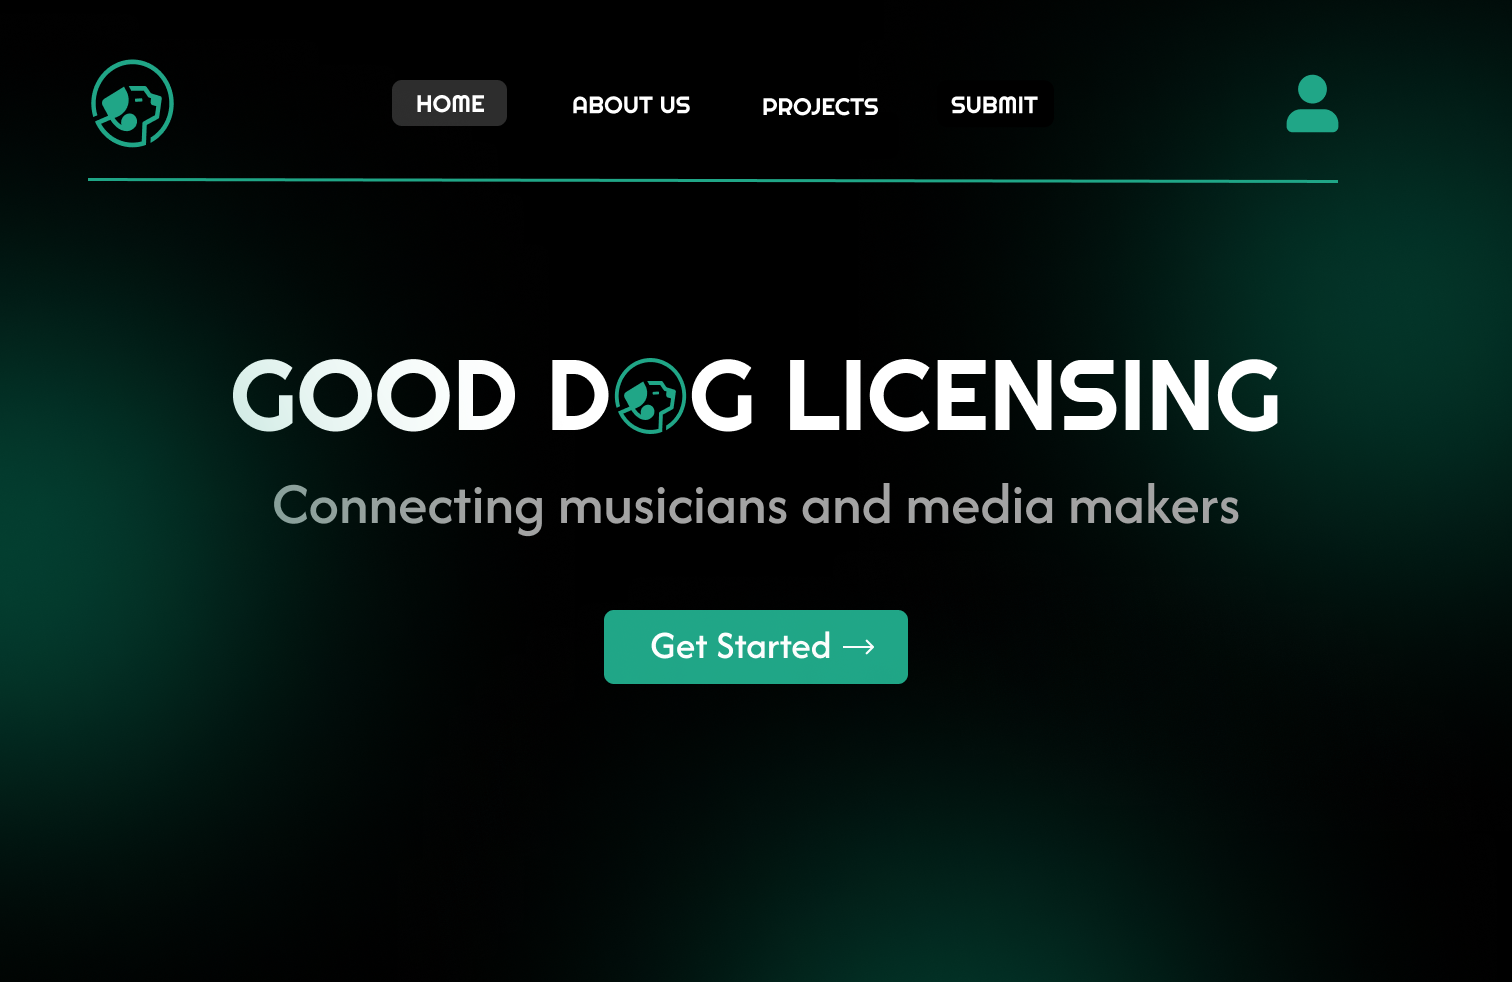 HOME
ABOUT US
PROJECTS
SUBMIT
GOOD DOG LICENSING
Connecting musicians and media makers
Get Started →